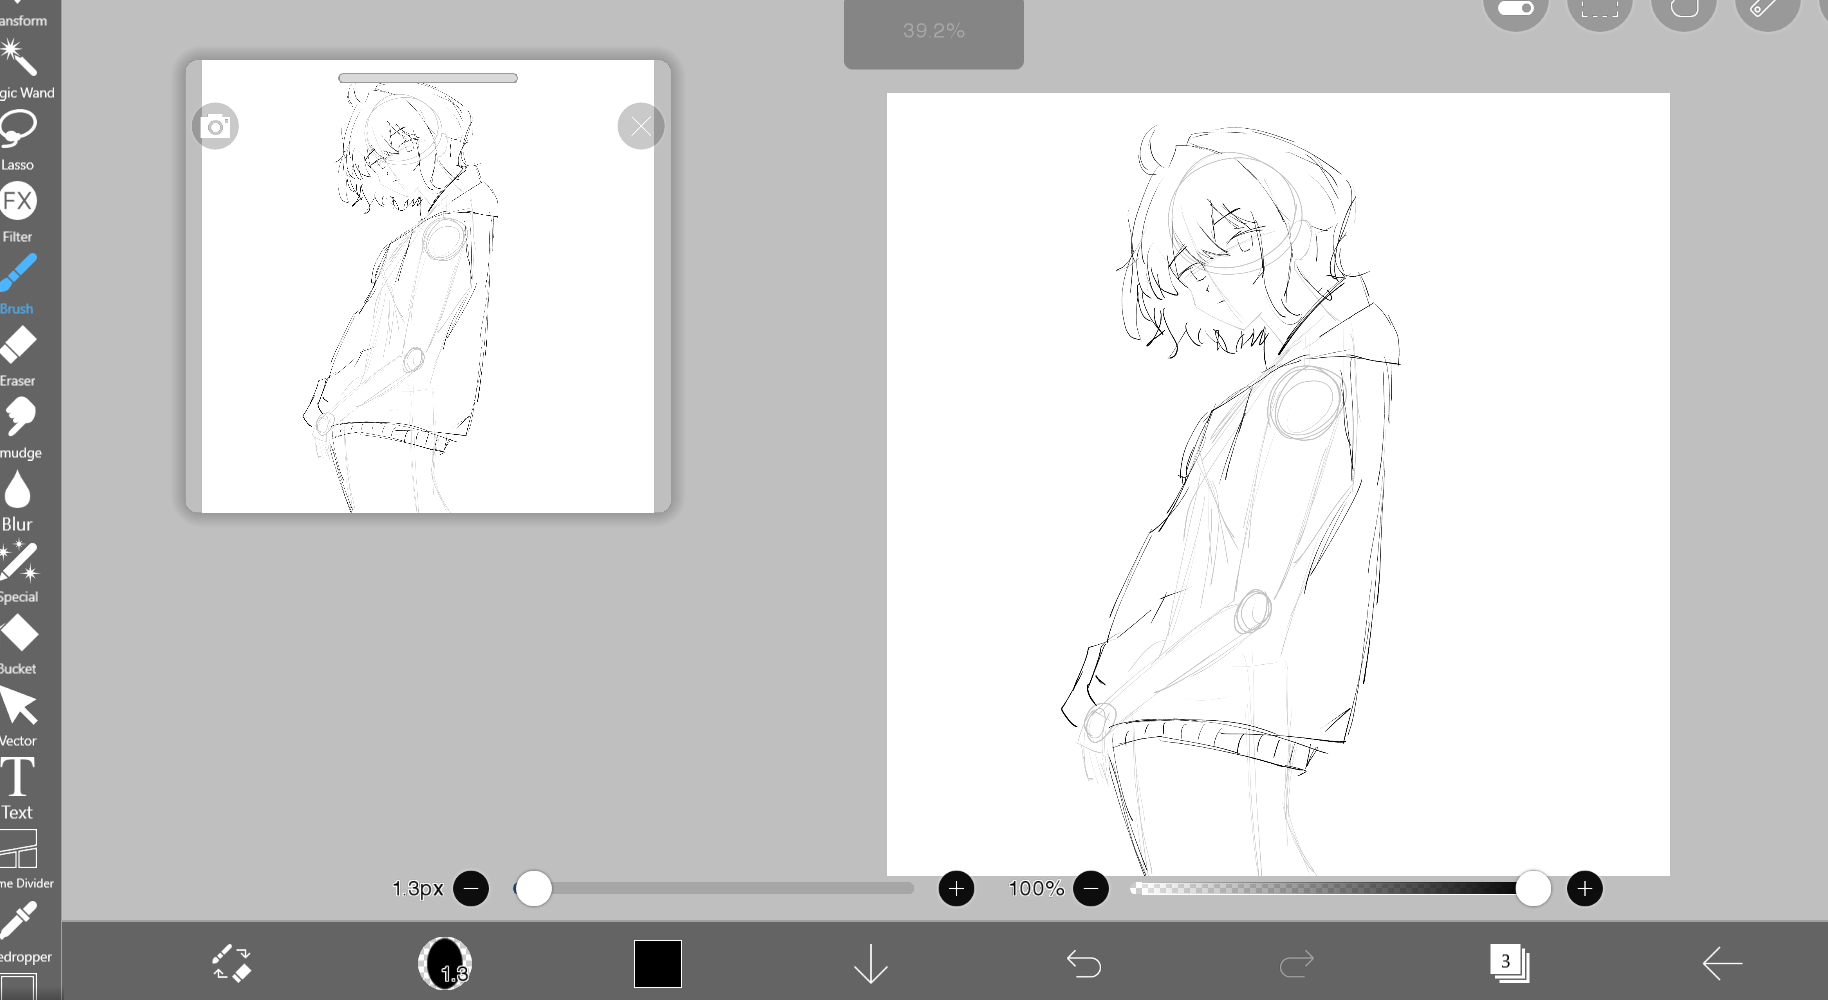 ansform
gic Wand
Lasso
FX
Filter
Brush
Eraser
mudge
Blur
Special
Bucket
Vector
T
Text
me Divider
edropper
39.2%
1.3px
100%
1.3
3